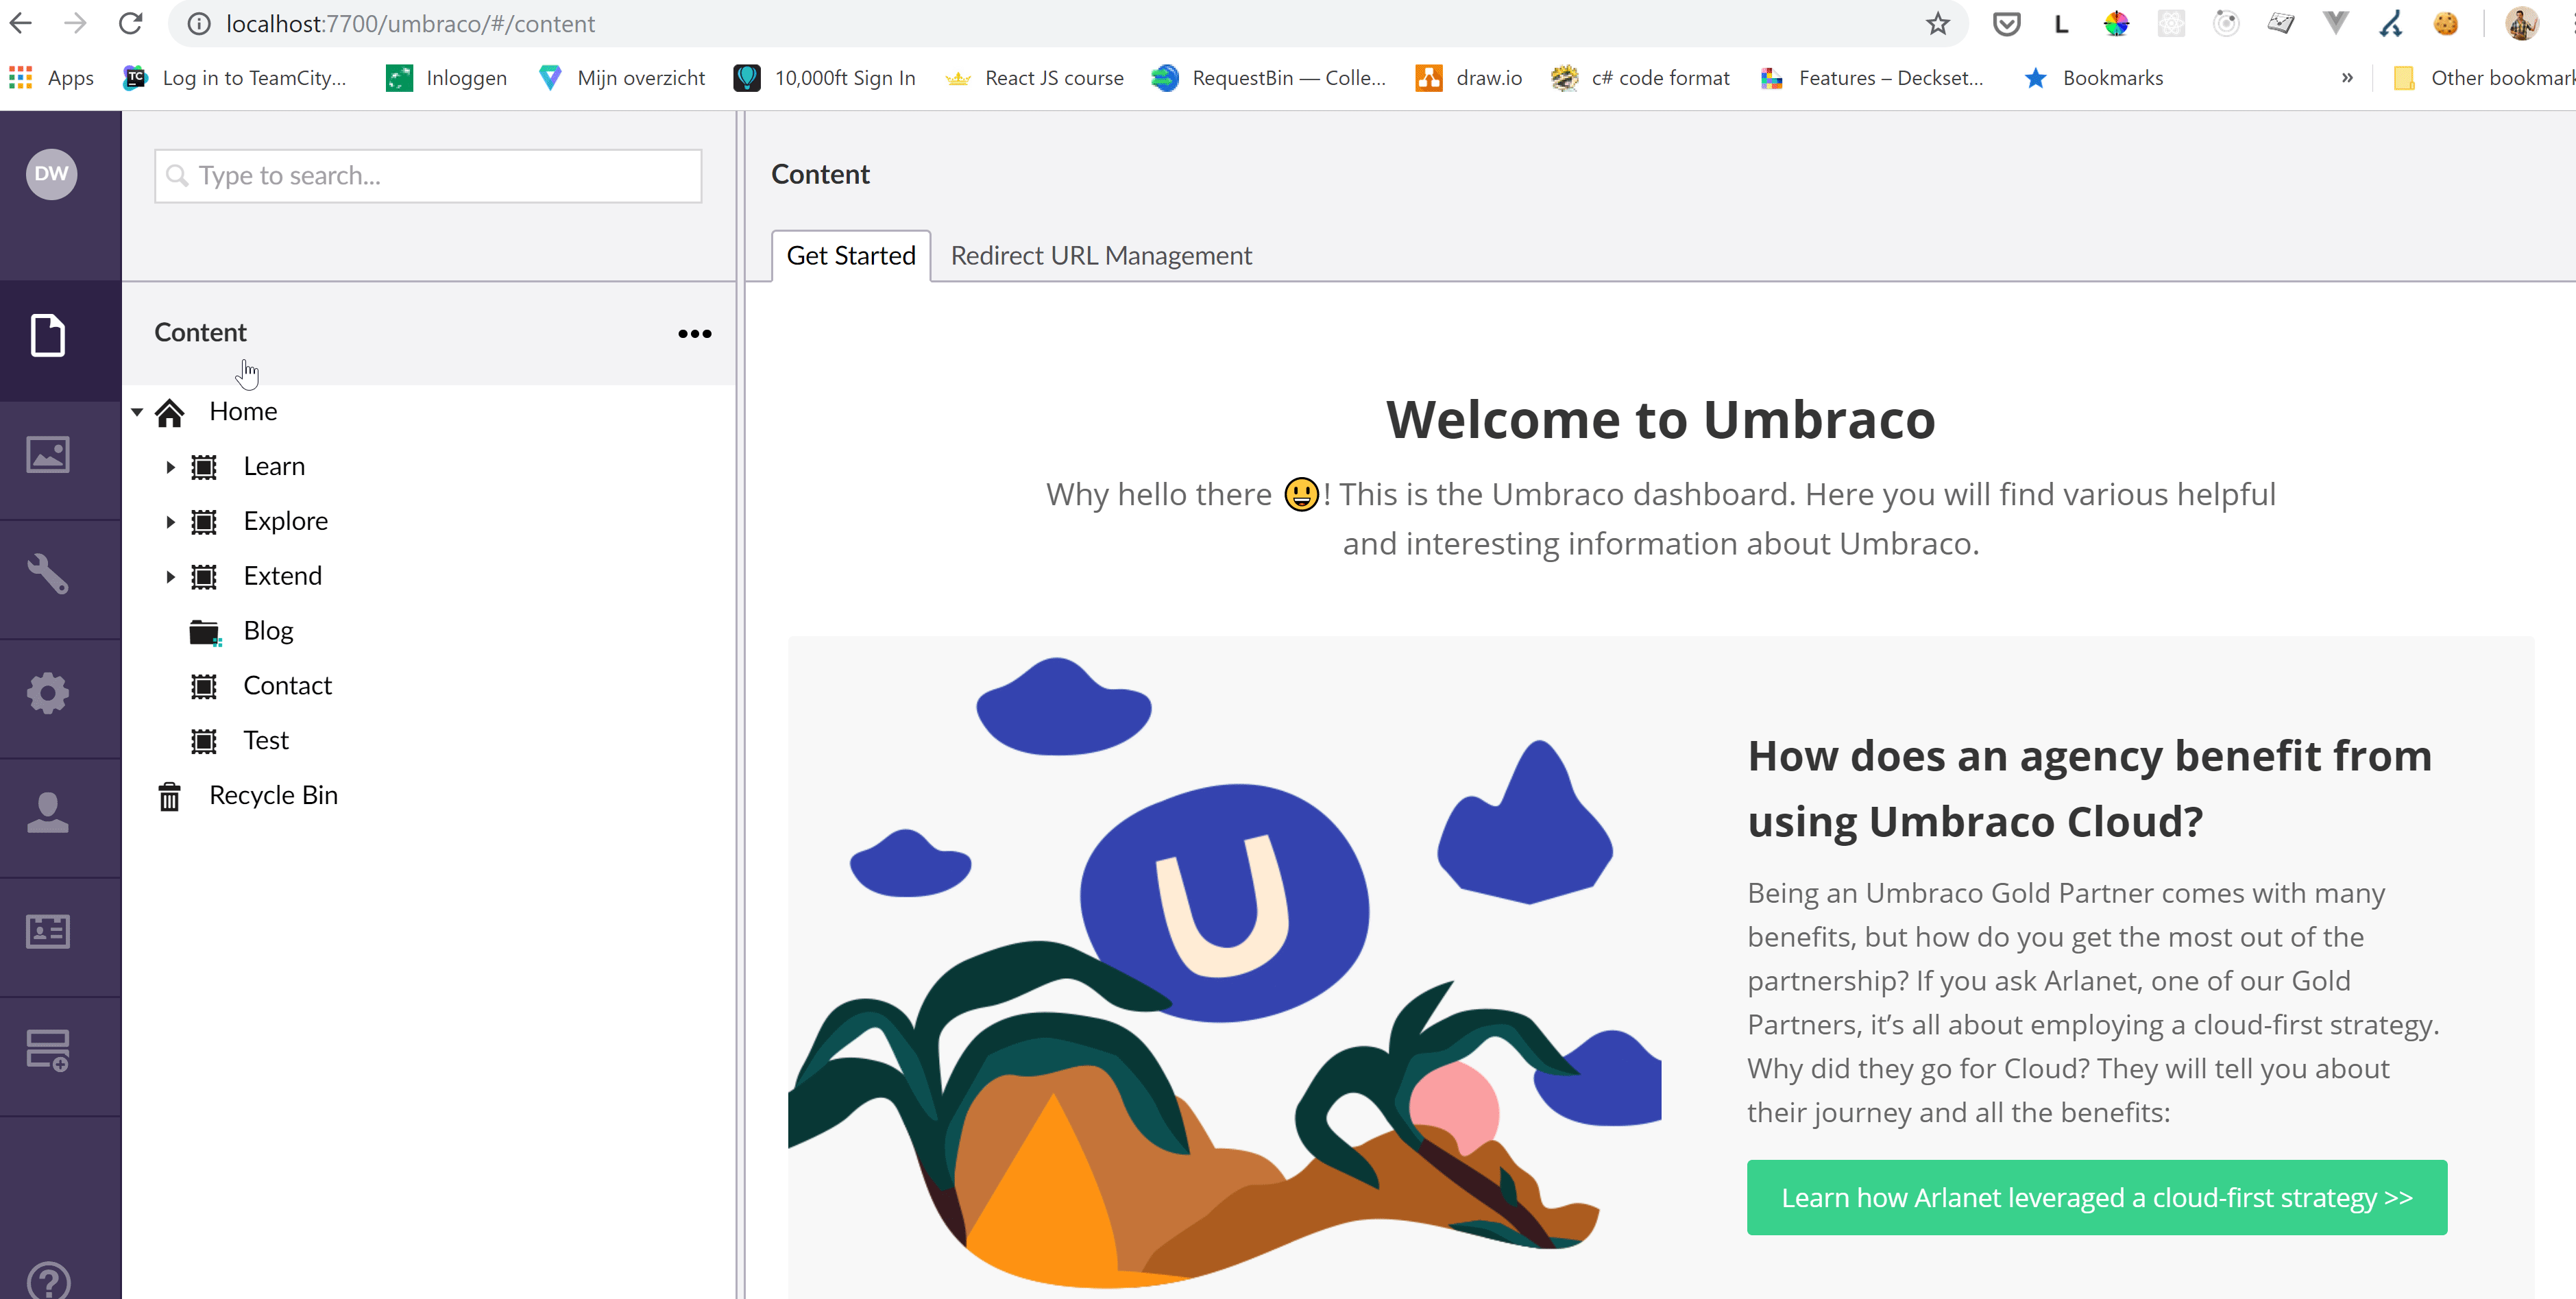 localhost:7700/umbraco/#/content
L
Apps
Log in to TeamCity...
Inloggen
Mijn overzicht
10,000ft Sign In
React JS course
RequestBin — Colle...
draw.io
c# code format
Features – Deckset...
Bookmarks
»
Other bookmark
DW
Type to search...
Content
Get Started
Redirect URL Management
Content
Home
Learn
Explore
Extend
Blog
Contact
Test
Recycle Bin
Welcome to Umbraco
Why hello there 😃! This is the Umbraco dashboard. Here you will find various helpful
and interesting information about Umbraco.
U
How does an agency benefit from
using Umbraco Cloud?
Being an Umbraco Gold Partner comes with many
benefits, but how do you get the most out of the
partnership? If you ask Arlanet, one of our Gold
Partners, it’s all about employing a cloud-first strategy.
Why did they go for Cloud? They will tell you about
their journey and all the benefits:
Learn how Arlanet leveraged a cloud-first strategy >>